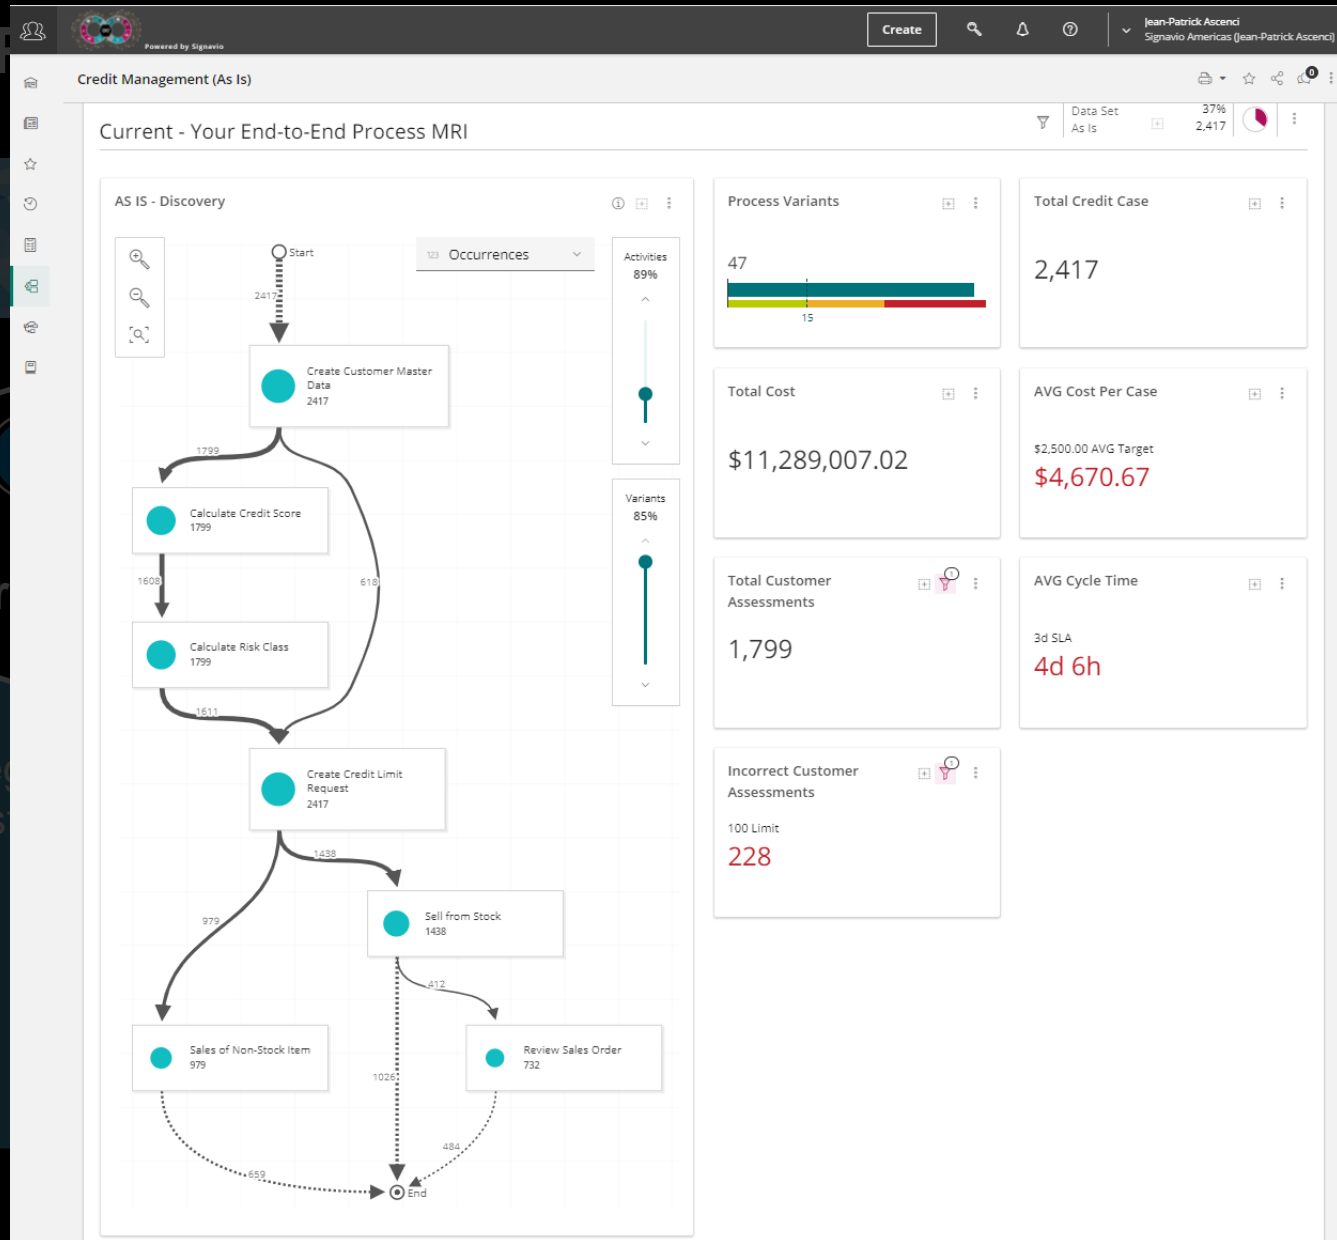 Powered by Signavio
Create
Jean-Patrick Ascenci
Signavio Americas (Jean-Patrick Ascenci)
Credit Management (As Is)
0
Current - Your End-to-End Process MRI
Data Set
As Is
37%
2,417
AS IS - Discovery
Start
123 Occurrences
Activities
89%
2417
Create Customer Master
Data
2417
1799
Calculate Credit Score
1799
Variants
85%
1608
618
Calculate Risk Class
1799
1611
Create Credit Limit
Request
2417
1438
979
Sell from Stock
1438
412
Sales of Non-Stock Item
979
Review Sales Order
732
1026
484
659
End
Process Variants
47
15
Total Credit Case
2,417
Total Cost
$11,289,007.02
AVG Cost Per Case
$2,500.00 AVG Target
$4,670.67
Total Customer
Assessments
1
1,799
AVG Cycle Time
3d SLA
4d 6h
Incorrect Customer
Assessments
1
100 Limit
228